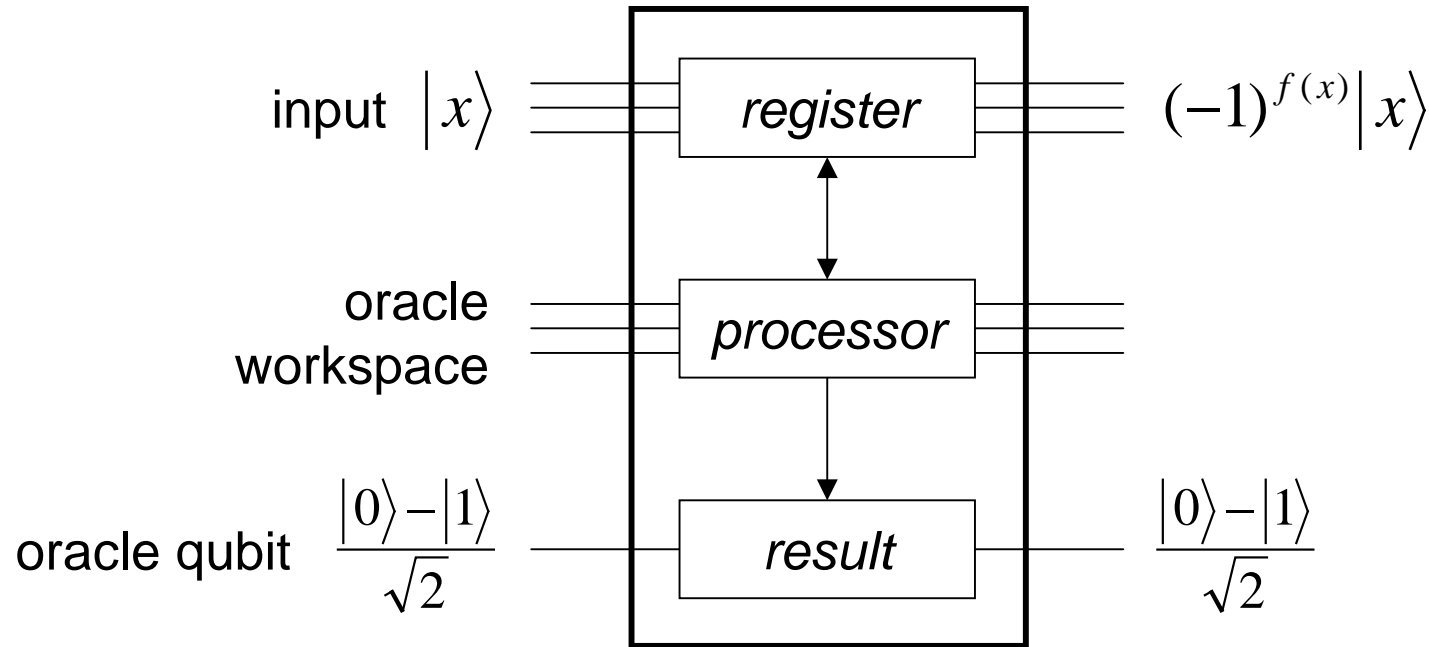 input |x⟩ register (−1)^{f(x)}|x⟩
oracle
workspace
processor
oracle qubit (|0⟩−|1⟩)/√2 result (|0⟩−|1⟩)/√2